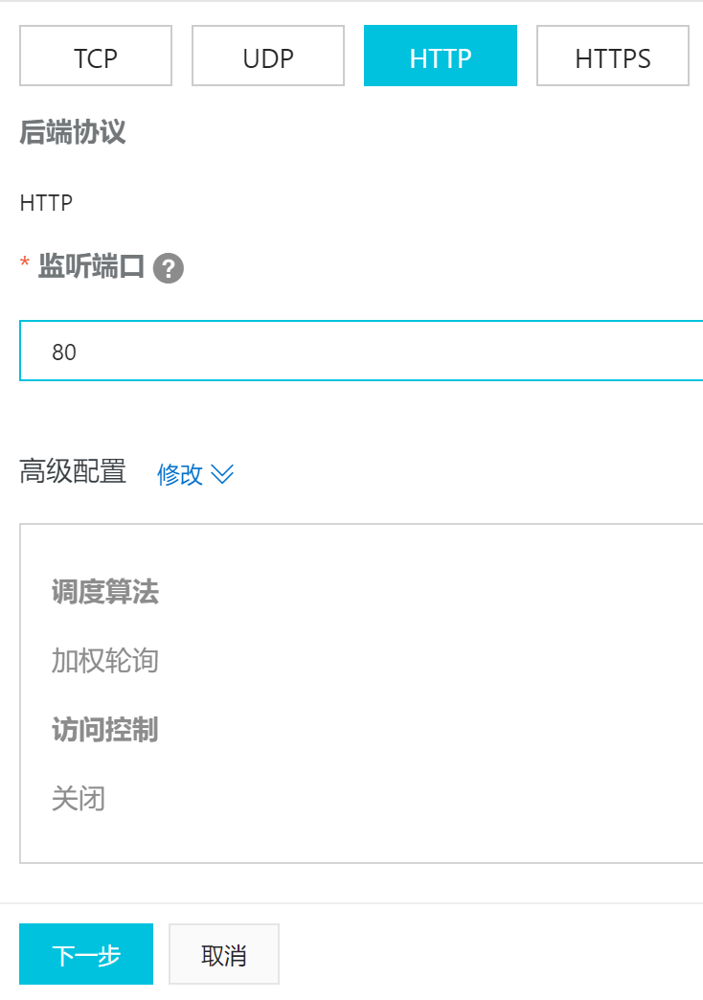 TCP UDP HTTP HTTPS
后端协议
HTTP
* 监听端口 ?
80
高级配置 修改
调度算法
加权轮询
访问控制
关闭
下一步 取消